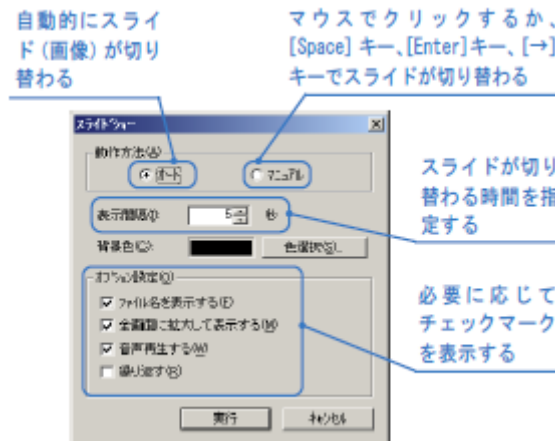 自動的にスライ
ド(画像)が切り
替わる
マウスでクリックするか、
[Space] キー、[Enter]キー、[→]
キーでスライドが切り替わる
スライドショー
動作方法(A)
オート
マニュアル
表示間隔(I):
5
秒
背景色(C):
色選択(S)...
オプション設定(O)
ファイル名を表示する(F)
全画面に拡大して表示する(M)
音声再生する(W)
繰り返す(R)
実行
キャンセル
スライドが切り
替わる時間を指
定する
必要に応じて
チェックマーク
を表示する